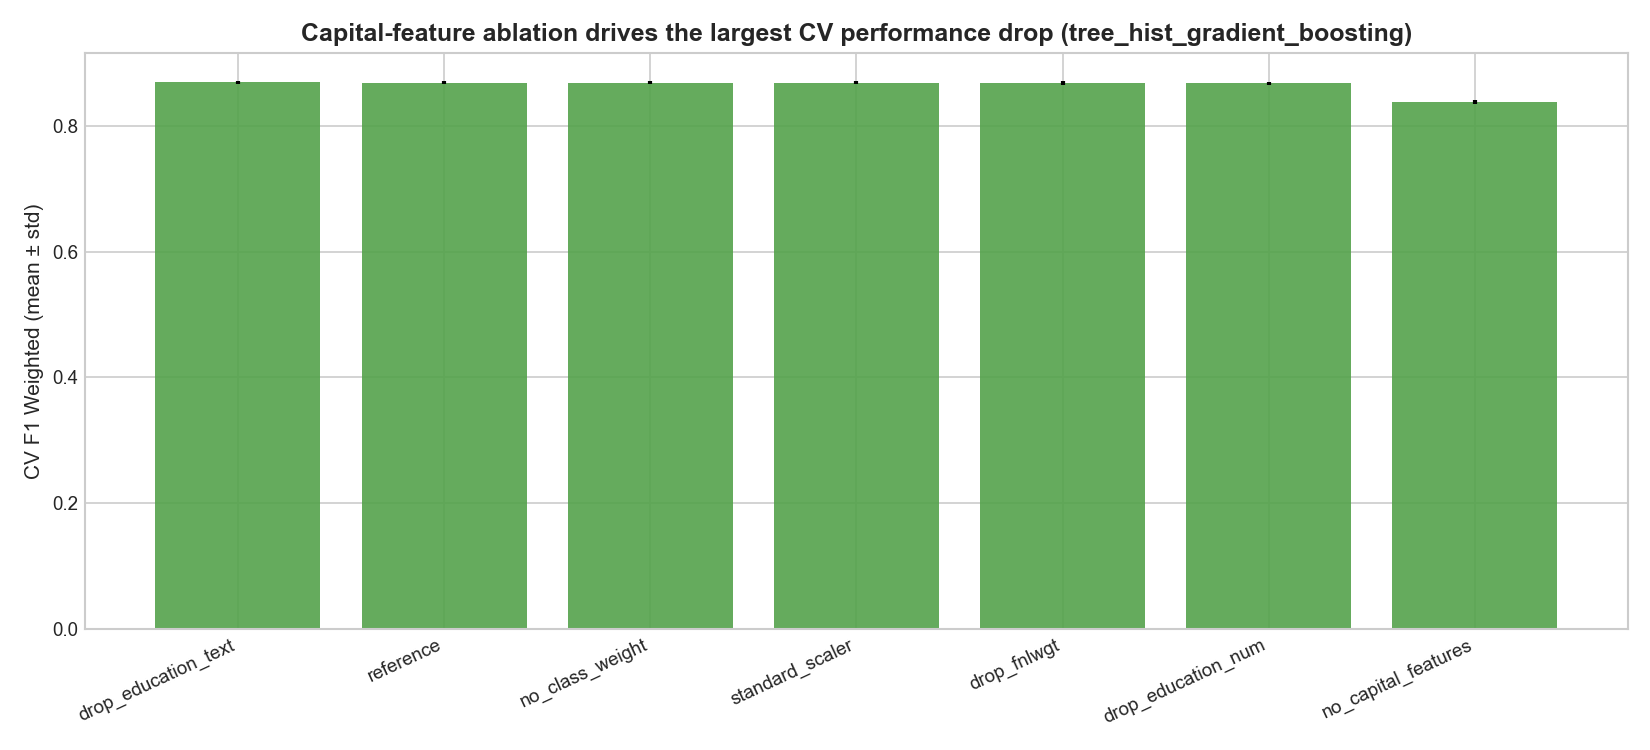 Capital-feature ablation drives the largest CV performance drop (tree_hist_gradient_boosting)
CV F1 Weighted (mean ± std)
0.8
0.6
0.4
0.2
0.0
drop_education_text
reference
no_class_weight
standard_scaler
drop_fnlwgt
drop_education_num
no_capital_features